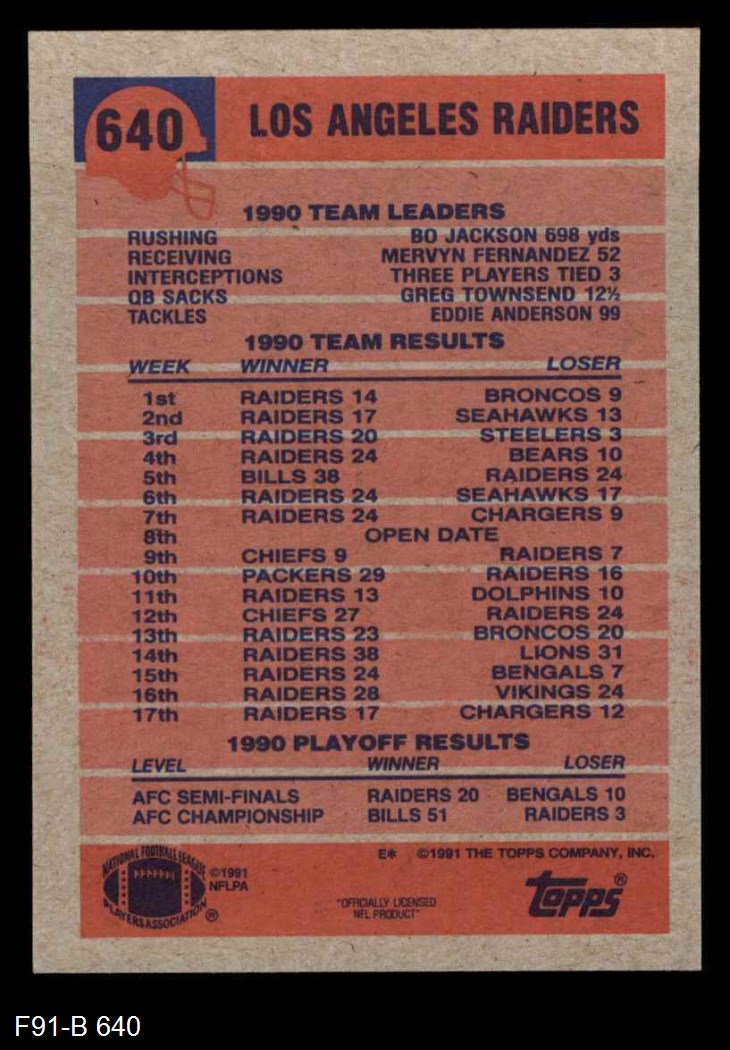 640 LOS ANGELES RAIDERS
1990 TEAM LEADERS
RUSHING BO JACKSON 698 yds
RECEIVING MERVYN FERNANDEZ 52
INTERCEPTIONS THREE PLAYERS TIED 3
QB SACKS GREG TOWNSEND 12½
TACKLES EDDIE ANDERSON 99
1990 TEAM RESULTS
WEEK WINNER LOSER
1st RAIDERS 14 BRONCOS 9
2nd RAIDERS 17 SEAHAWKS 13
3rd RAIDERS 20 STEELERS 3
4th RAIDERS 24 BEARS 10
5th BILLS 38 RAIDERS 24
6th RAIDERS 24 SEAHAWKS 17
7th RAIDERS 24 CHARGERS 9
8th OPEN DATE
9th CHIEFS 9 RAIDERS 7
10th PACKERS 29 RAIDERS 16
11th RAIDERS 13 DOLPHINS 10
12th CHIEFS 27 RAIDERS 24
13th RAIDERS 23 BRONCOS 20
14th RAIDERS 38 LIONS 31
15th RAIDERS 24 BENGALS 7
16th RAIDERS 28 VIKINGS 24
17th RAIDERS 17 CHARGERS 12
1990 PLAYOFF RESULTS
LEVEL WINNER LOSER
AFC SEMI-FINALS RAIDERS 20 BENGALS 10
AFC CHAMPIONSHIP BILLS 51 RAIDERS 3
E* ©1991 THE TOPPS COMPANY, INC.
NATIONAL FOOTBALL LEAGUE
PLAYERS ASSOCIATION ®
©1991
NFLPA
"OFFICIALLY LICENSED
NFL PRODUCT"
topps®
F91-B 640